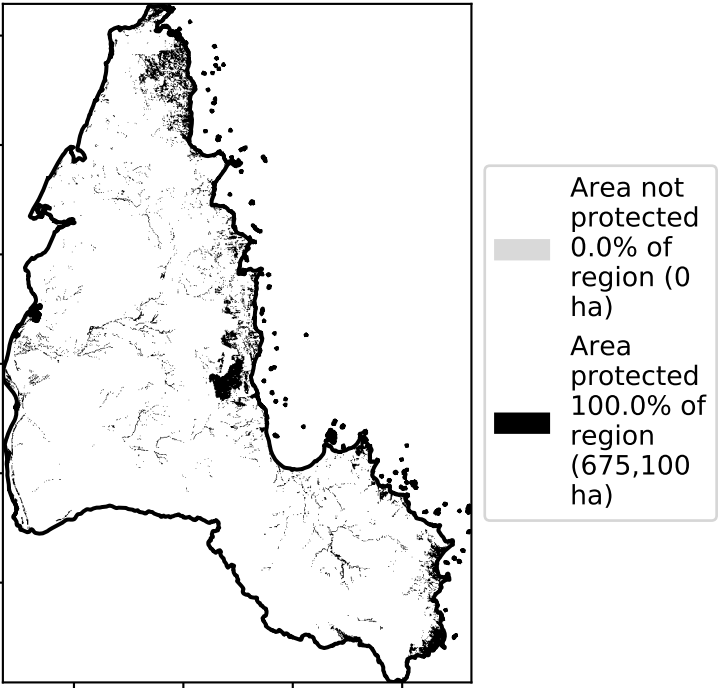 Area not
protected
0.0% of
region (0
ha)
Area
protected
100.0% of
region
(675,100
ha)